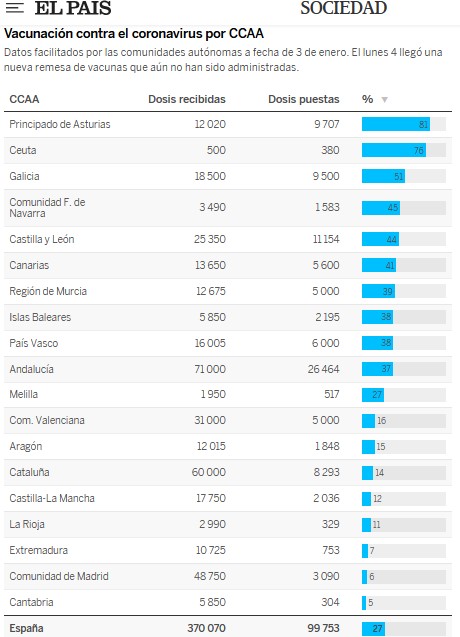 EL PAIS
SOCIEDAD
Vacunación contra el coronavirus por CCAA
Datos facilitados por las comunidades autónomas a fecha de 3 de enero. El lunes 4 llegó una
nueva remesa de vacunas que aún no han sido administradas.
CCAA Dosis recibidas Dosis puestas % ▼
Principado de Asturias 12 020 9 707 81
Ceuta 500 380 76
Galicia 18 500 9 500 51
Comunidad F. de
Navarra 3 490 1 583 45
Castilla y León 25 350 11 154 44
Canarias 13 650 5 600 41
Región de Murcia 12 675 5 000 39
Islas Baleares 5 850 2 195 38
País Vasco 16 005 6 000 38
Andalucía 71 000 26 464 37
Melilla 1 950 517 27
Com. Valenciana 31 000 5 000 16
Aragón 12 015 1 848 15
Cataluña 60 000 8 293 14
Castilla-La Mancha 17 750 2 036 12
La Rioja 2 990 329 11
Extremadura 10 725 753 7
Comunidad de Madrid 48 750 3 090 6
Cantabria 5 850 304 5
España 370 070 99 753 27